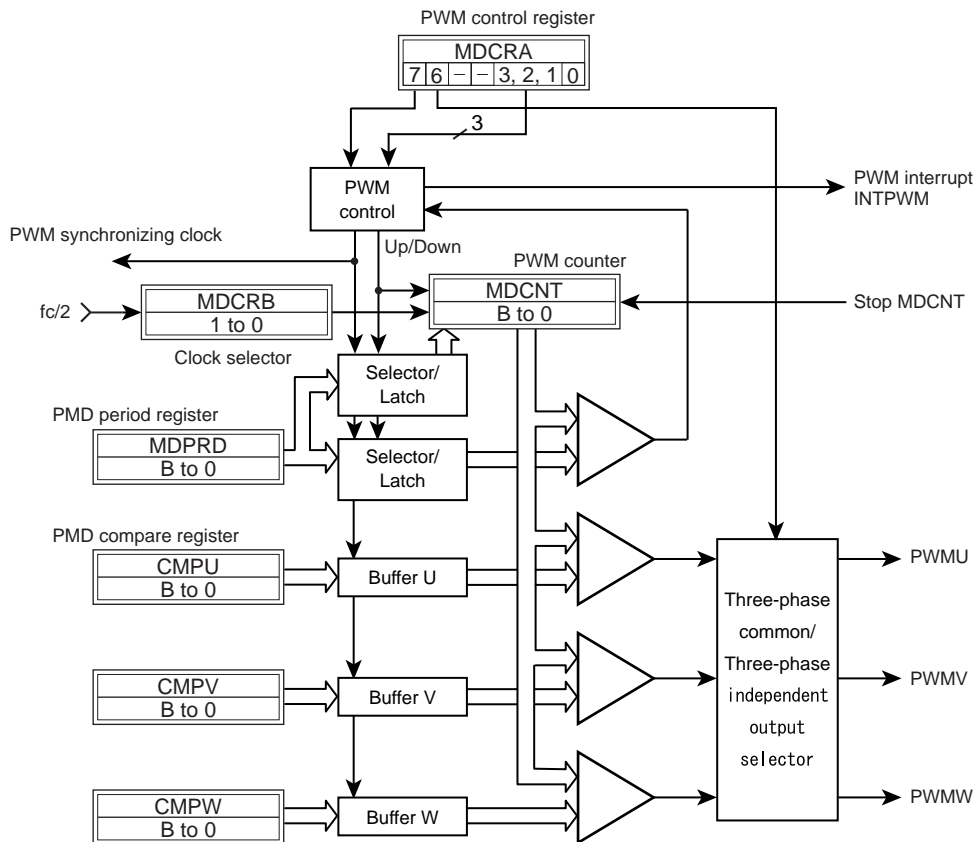 PWM control register
MDCRA
7 6 – – 3, 2, 1 0
3
PWM
control
PWM interrupt
INTPWM
PWM synchronizing clock
Up/Down
PWM counter
MDCNT
B to 0
Stop MDCNT
fc/2
MDCRB
1 to 0
Clock selector
Selector/
Latch
PMD period register
MDPRD
B to 0
Selector/
Latch
PMD compare register
CMPU
B to 0
Buffer U
PWMU
Three-phase
common/
Three-phase
independent
output
selector
CMPV
B to 0
Buffer V
PWMV
CMPW
B to 0
Buffer W
PWMW